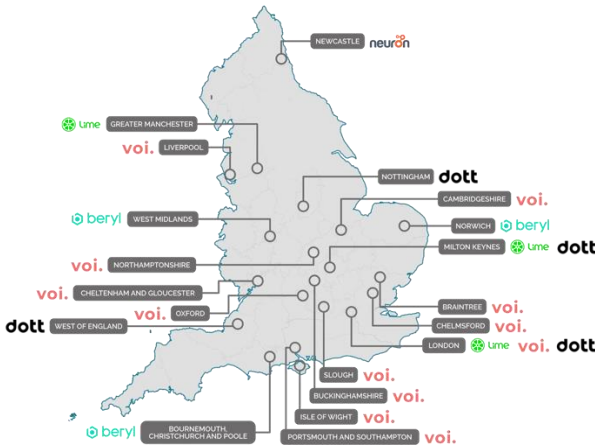 NEWCASTLE neuron
Lime GREATER MANCHESTER
voi. LIVERPOOL
NOTTINGHAM dott
CAMBRIDGESHIRE voi.
beryl WEST MIDLANDS
NORWICH beryl
MILTON KEYNES Lime dott
voi. NORTHAMPTONSHIRE
voi. CHELTENHAM AND GLOUCESTER
BRAINTREE voi.
voi. OXFORD
dott WEST OF ENGLAND
CHELMSFORD voi.
LONDON Lime voi. dott
SLOUGH voi.
BUCKINGHAMSHIRE voi.
ISLE OF WIGHT voi.
beryl BOURNEMOUTH,
CHRISTCHURCH AND POOLE
PORTSMOUTH AND SOUTHAMPTON voi.